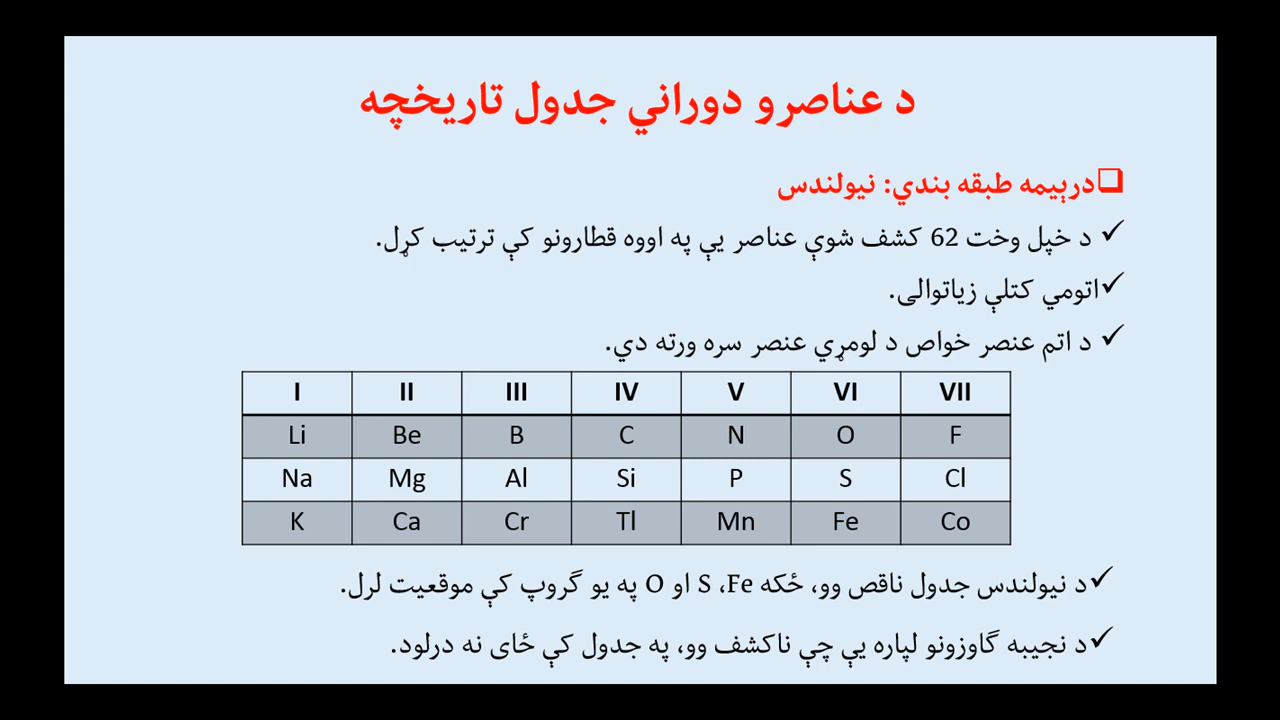 د عناصرو دوراني جدول تاریخچه
❑درېیمه طبقه بندي: نیولندس
✓ د خپل وخت 62 کشف شوې عناصر یې په اووه قطارونو کې ترتیب کړل.
✓اتومي کتلې زیاتوالی.
✓ د اتم عنصر خواص د لومړي عنصر سره ورته دي.
I II III IV V VI VII
Li Be B C N O F
Na Mg Al Si P S Cl
K Ca Cr Tl Mn Fe Co
✓د نیولندس جدول ناقص وو، ځکه Fe، S او O په یو گروپ کې موقعیت لرل.
✓د نجیبه گاوزونو لپاره یې چې ناکشف وو، په جدول کې ځای نه درلود.